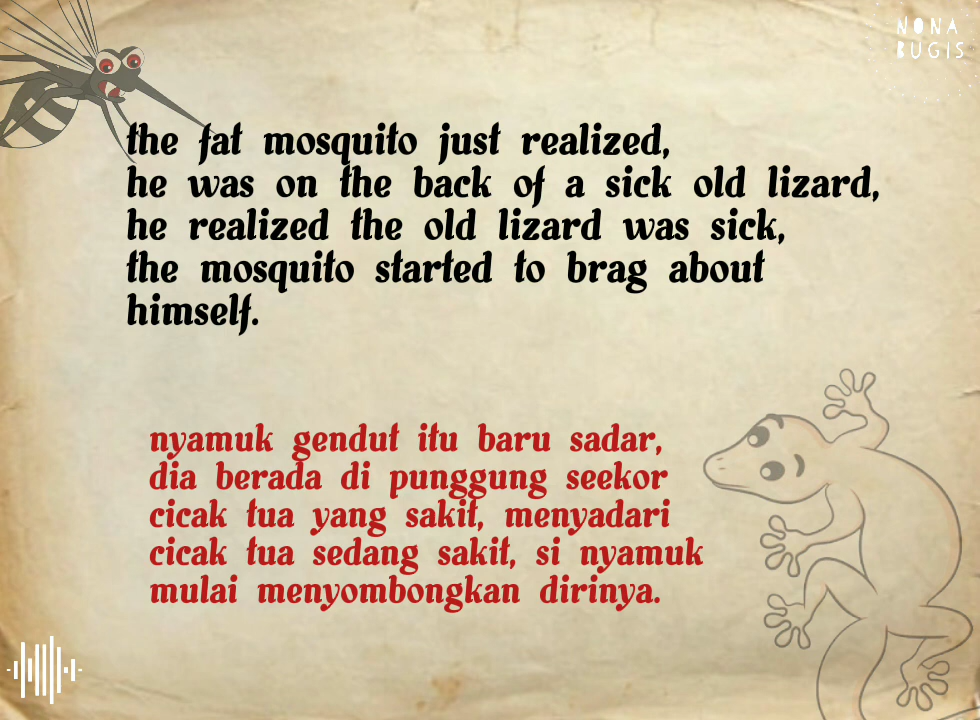 NONA
BUGIS
the fat mosquito just realized,
he was on the back of a sick old lizard,
he realized the old lizard was sick,
the mosquito started to brag about
himself.
nyamuk gendut itu baru sadar,
dia berada di punggung seekor
cicak tua yang sakit, menyadari
cicak tua sedang sakit, si nyamuk
mulai menyombongkan dirinya.